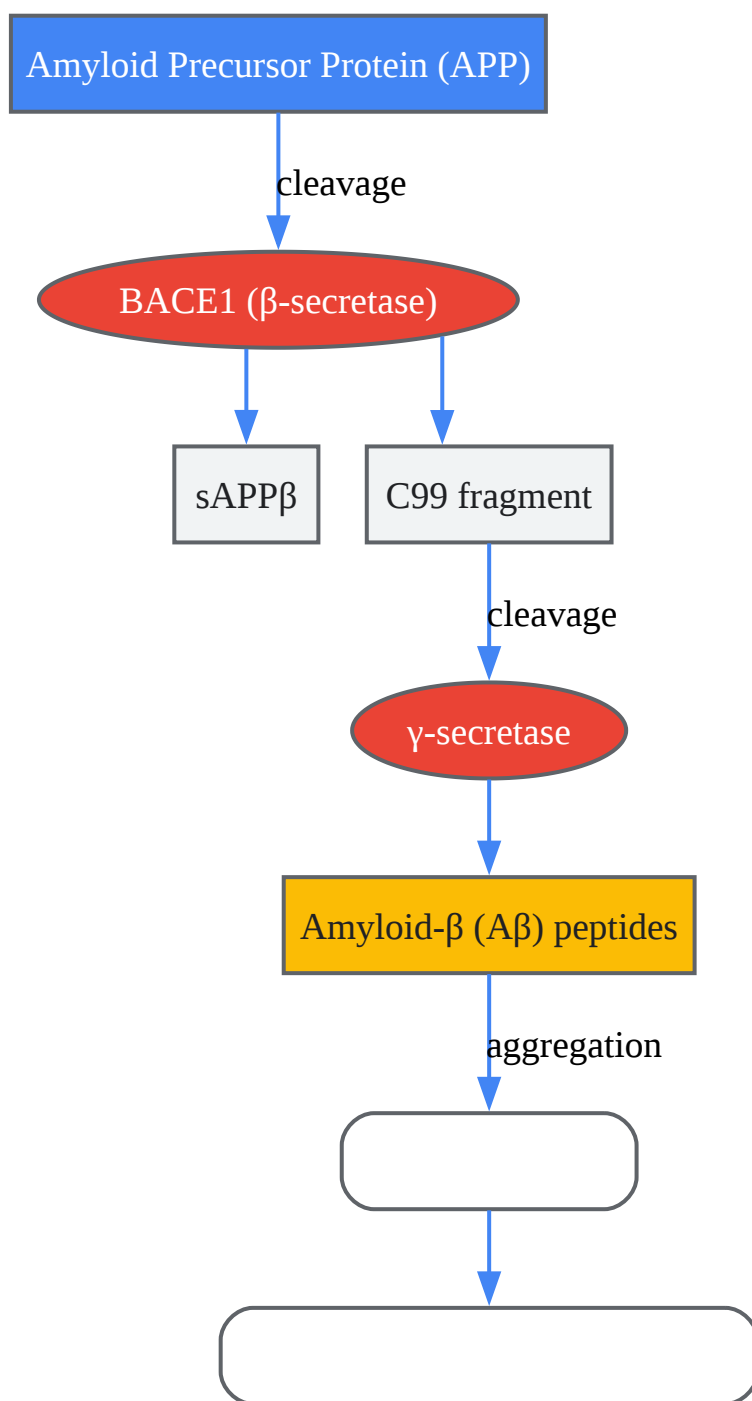 Amyloid Precursor Protein (APP)
cleavage
BACE1 (β-secretase)
sAPPβ
C99 fragment
cleavage
γ-secretase
Amyloid-β (Aβ) peptides
aggregation